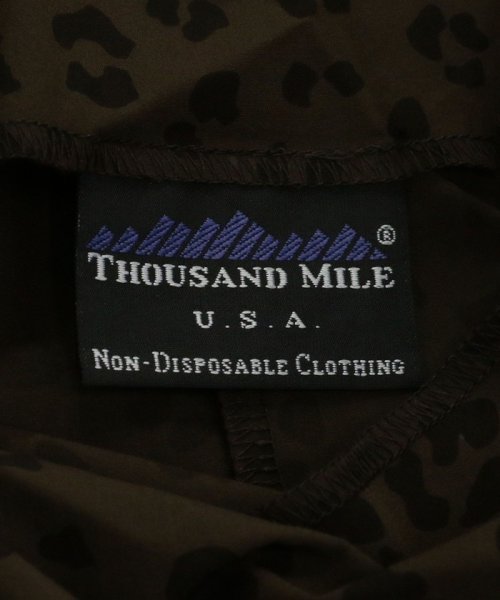 ®
THOUSAND MILE
U.S.A.
NON-DISPOSABLE CLOTHING